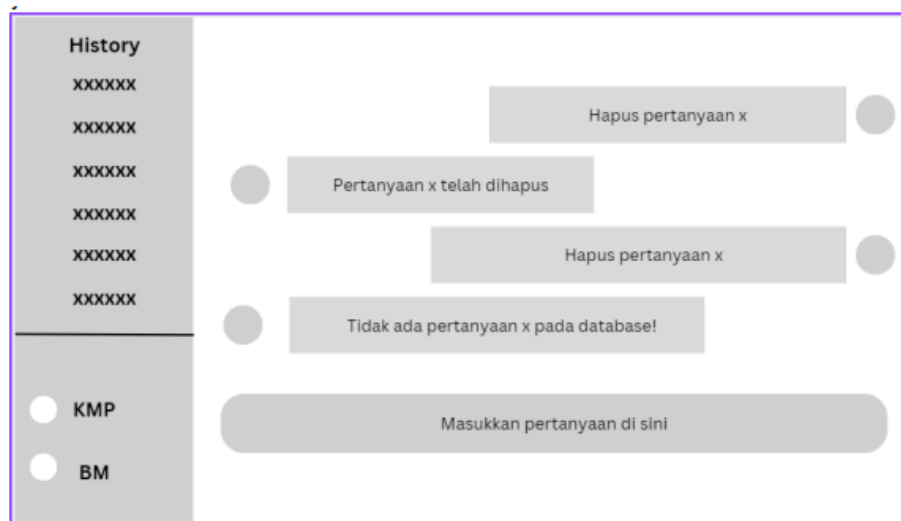 History
xxxxxx
xxxxxx
xxxxxx
xxxxxx
xxxxxx
xxxxxx
KMP
BM
Hapus pertanyaan x
Pertanyaan x telah dihapus
Hapus pertanyaan x
Tidak ada pertanyaan x pada database!
Masukkan pertanyaan di sini